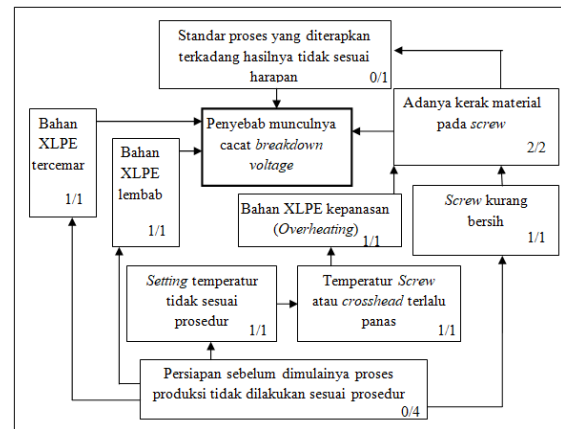 Standar proses yang diterapkan
terkadang hasilnya tidak sesuai
harapan
0/1
Bahan
XLPE
tercemar
1/1
Bahan
XLPE
lembab
1/1
Penyebab munculnya
cacat breakdown
voltage
Adanya kerak material
pada screw
2/2
Bahan XLPE kepanasan
(Overheating)
1/1
Screw kurang
bersih
1/1
Setting temperatur
tidak sesuai
prosedur
1/1
Temperatur Screw
atau crosshead terlalu
panas
1/1
Persiapan sebelum dimulainya proses
produksi tidak dilakukan sesuai prosedur
0/4